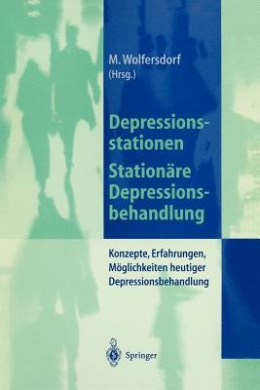 M. Wolfersdorf
(Hrsg.)
Depressions-
stationen
Stationäre
Depressions-
behandlung
Konzepte, Erfahrungen,
Möglichkeiten heutiger
Depressionsbehandlung
Springer